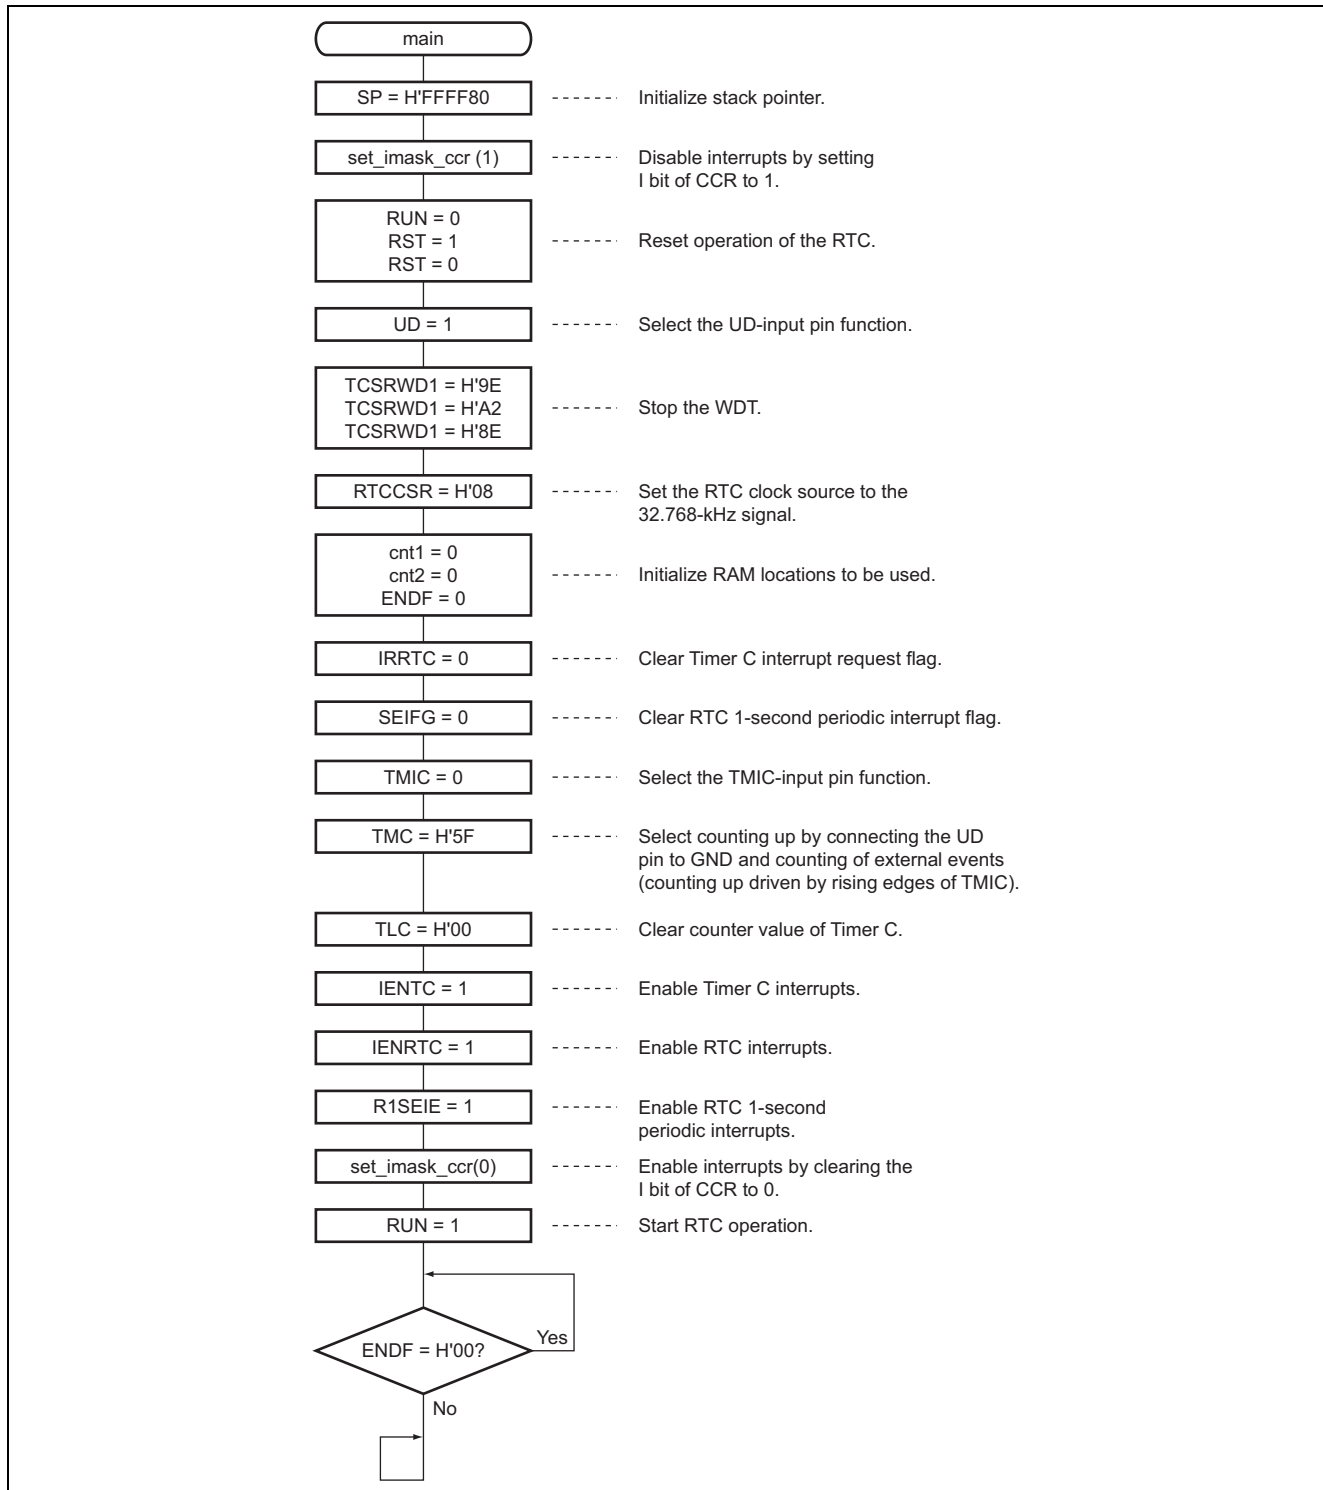 main
SP = H'FFFF80
Initialize stack pointer.
set_imask_ccr (1)
Disable interrupts by setting
I bit of CCR to 1.
RUN = 0
RST = 1
RST = 0
Reset operation of the RTC.
UD = 1
Select the UD-input pin function.
TCSRWD1 = H'9E
TCSRWD1 = H'A2
TCSRWD1 = H'8E
Stop the WDT.
RTCCSR = H'08
Set the RTC clock source to the
32.768-kHz signal.
cnt1 = 0
cnt2 = 0
ENDF = 0
Initialize RAM locations to be used.
IRRTC = 0
Clear Timer C interrupt request flag.
SEIFG = 0
Clear RTC 1-second periodic interrupt flag.
TMIC = 0
Select the TMIC-input pin function.
TMC = H'5F
Select counting up by connecting the UD
pin to GND and counting of external events
(counting up driven by rising edges of TMIC).
TLC = H'00
Clear counter value of Timer C.
IENTC = 1
Enable Timer C interrupts.
IENRTC = 1
Enable RTC interrupts.
R1SEIE = 1
Enable RTC 1-second
periodic interrupts.
set_imask_ccr(0)
Enable interrupts by clearing the
I bit of CCR to 0.
RUN = 1
Start RTC operation.
ENDF = H'00?
Yes
No